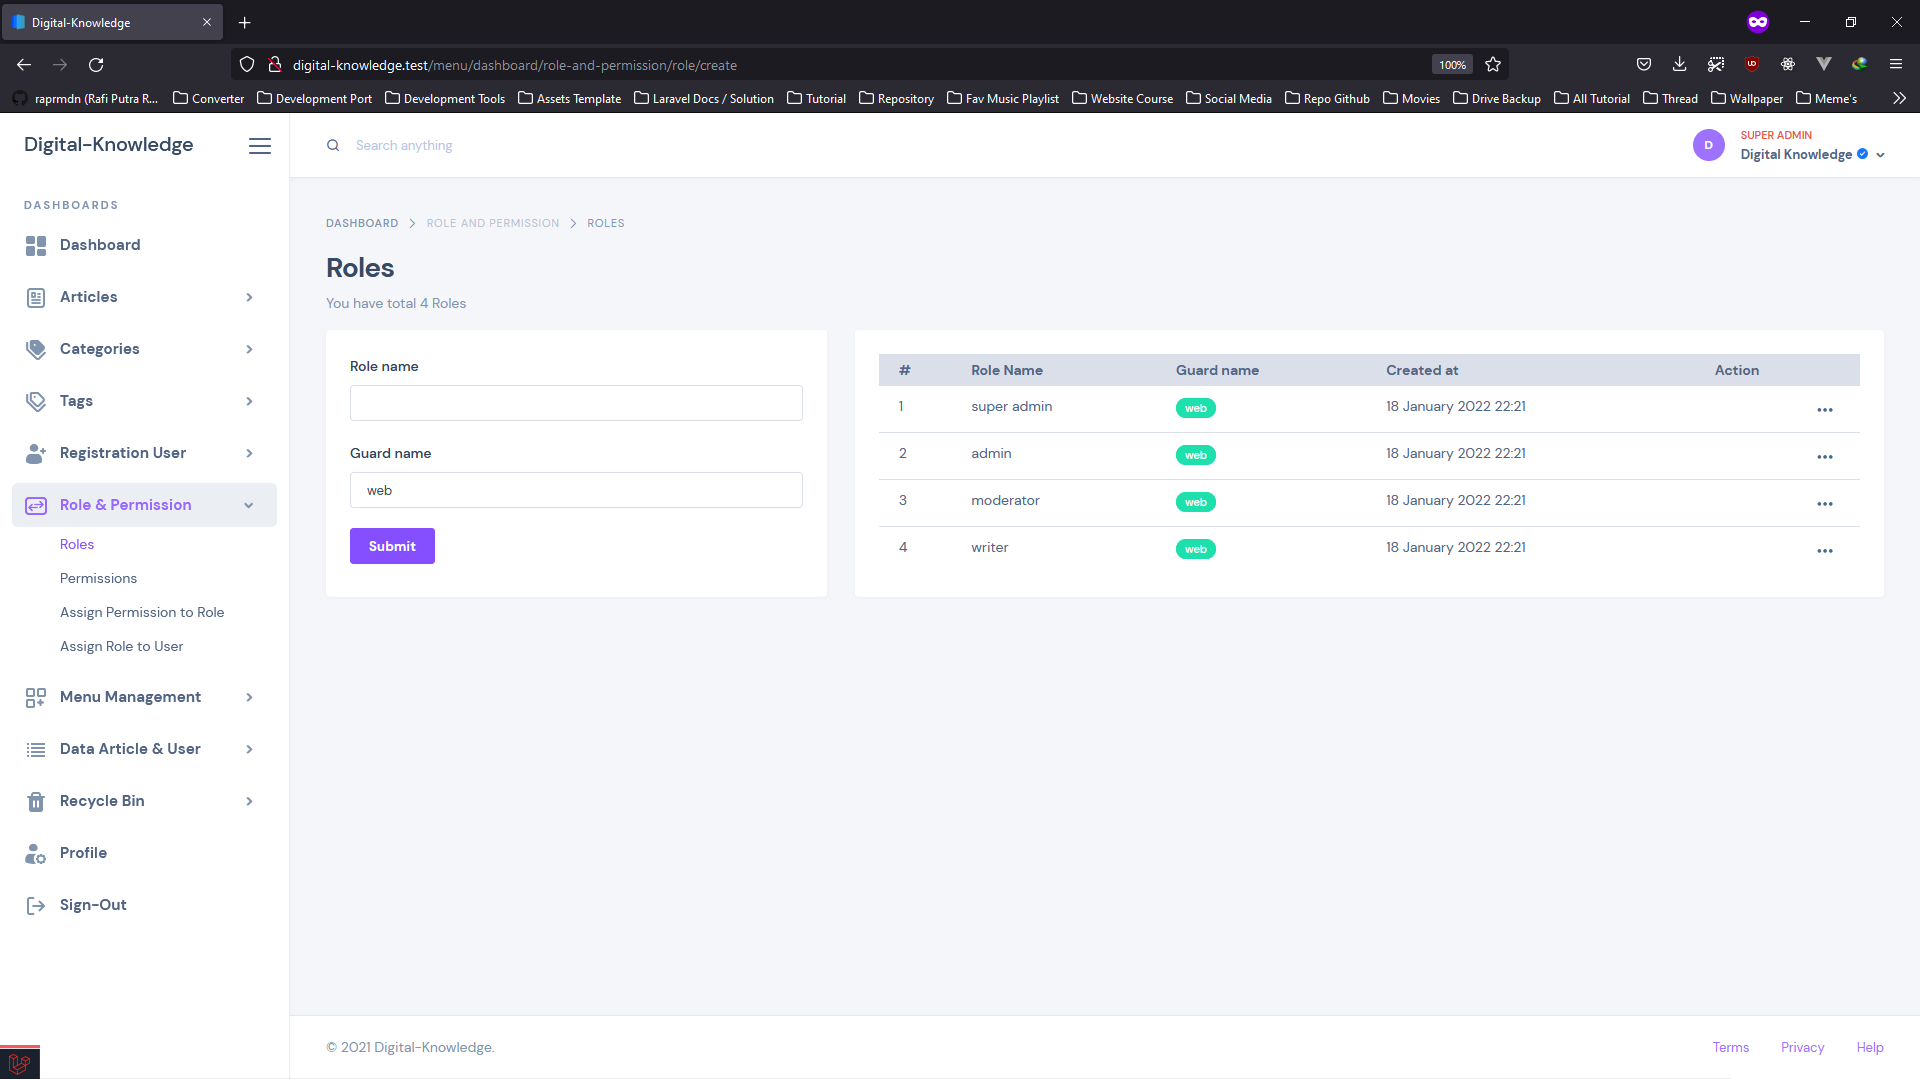 Digital-Knowledge
digital-knowledge.test/menu/dashboard/role-and-permission/role/create
100%
raprmdn (Rafi Putra R...
Converter
Development Port
Development Tools
Assets Template
Laravel Docs / Solution
Tutorial
Repository
Fav Music Playlist
Website Course
Social Media
Repo Github
Movies
Drive Backup
All Tutorial
Thread
Wallpaper
Meme's
Digital-Knowledge
Search anything
D
SUPER ADMIN
Digital Knowledge
DASHBOARDS
Dashboard
Articles
Categories
Tags
Registration User
Role & Permission
Roles
Permissions
Assign Permission to Role
Assign Role to User
Menu Management
Data Article & User
Recycle Bin
Profile
Sign-Out
DASHBOARD > ROLE AND PERMISSION > ROLES
Roles
You have total 4 Roles
Role name
Guard name
web
Submit
# Role Name Guard name Created at Action
1 super admin web 18 January 2022 22:21
2 admin web 18 January 2022 22:21
3 moderator web 18 January 2022 22:21
4 writer web 18 January 2022 22:21
© 2021 Digital-Knowledge.
Terms Privacy Help